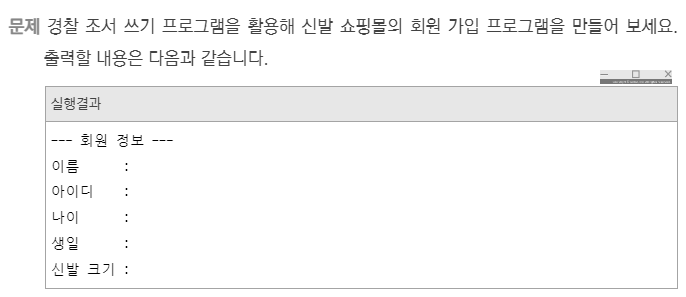 문제 경찰 조서 쓰기 프로그램을 활용해 신발 쇼핑몰의 회원 가입 프로그램을 만들어 보세요.
출력할 내용은 다음과 같습니다.
실행결과
--- 회원 정보 ---
이름 :
아이디 :
나이 :
생일 :
신발 크기 :